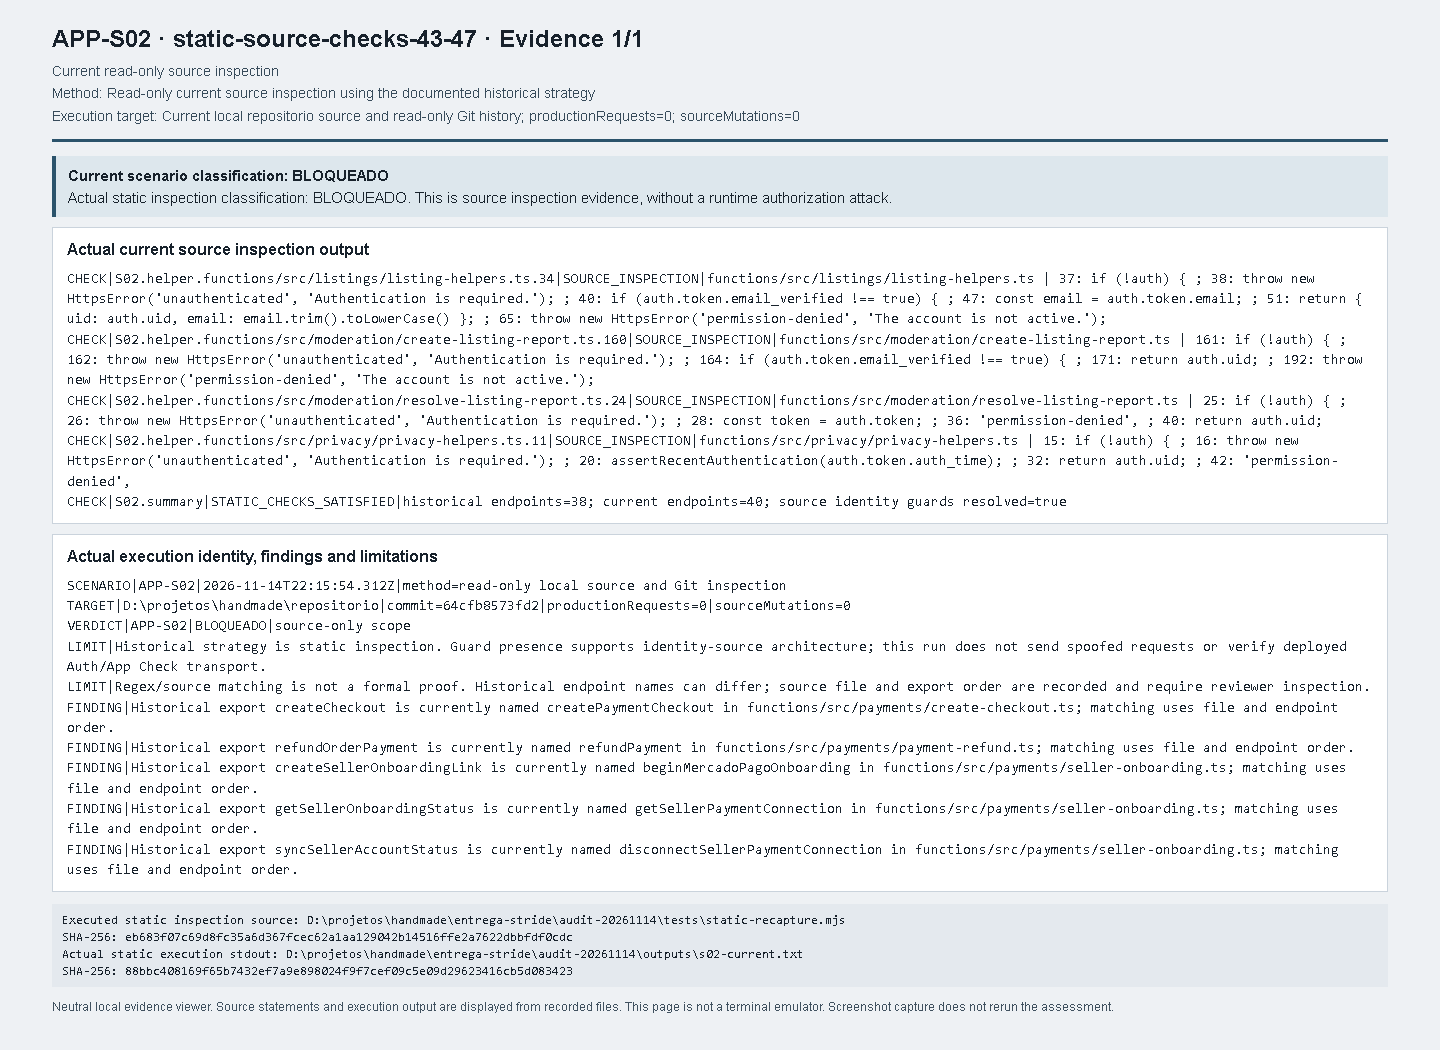 APP-S02 · static-source-checks-43-47 · Evidence 1/1
Current read-only source inspection
Method: Read-only current source inspection using the documented historical strategy
Execution target: Current local repositorio source and read-only Git history; productionRequests=0; sourceMutations=0
Current scenario classification: BLOQUEADO
Actual static inspection classification: BLOQUEADO. This is source inspection evidence, without a runtime authorization attack.
Actual current source inspection output
CHECK|S02.helper.functions/src/listings/listing-helpers.ts.34|SOURCE_INSPECTION|functions/src/listings/listing-helpers.ts | 37: if (!auth) { ; 38: throw new
HttpsError('unauthenticated', 'Authentication is required.'); ; 40: if (auth.token.email_verified !== true) { ; 47: const email = auth.token.email; ; 51: return {
uid: auth.uid, email: email.trim().toLowerCase() }; ; 65: throw new HttpsError('permission-denied', 'The account is not active.');
CHECK|S02.helper.functions/src/moderation/create-listing-report.ts.160|SOURCE_INSPECTION|functions/src/moderation/create-listing-report.ts | 161: if (!auth) { ;
162: throw new HttpsError('unauthenticated', 'Authentication is required.'); ; 164: if (auth.token.email_verified !== true) { ; 171: return auth.uid; ; 192: throw
new HttpsError('permission-denied', 'The account is not active.');
CHECK|S02.helper.functions/src/moderation/resolve-listing-report.ts.24|SOURCE_INSPECTION|functions/src/moderation/resolve-listing-report.ts | 25: if (!auth) { ;
26: throw new HttpsError('unauthenticated', 'Authentication is required.'); ; 28: const token = auth.token; ; 36: 'permission-denied', ; 40: return auth.uid;
CHECK|S02.helper.functions/src/privacy/privacy-helpers.ts.11|SOURCE_INSPECTION|functions/src/privacy/privacy-helpers.ts | 15: if (!auth) { ; 16: throw new
HttpsError('unauthenticated', 'Authentication is required.'); ; 20: assertRecentAuthentication(auth.token.auth_time); ; 32: return auth.uid; ; 42: 'permission-
denied',
CHECK|S02.summary|STATIC_CHECKS_SATISFIED|historical endpoints=38; current endpoints=40; source identity guards resolved=true
Actual execution identity, findings and limitations
SCENARIO|APP-S02|2026-11-14T22:15:54.312Z|method=read-only local source and Git inspection
TARGET|D:\projetos\handmade\repositorio|commit=64cfb8573fd2|productionRequests=0|sourceMutations=0
VERDICT|APP-S02|BLOQUEADO|source-only scope
LIMIT|Historical strategy is static inspection. Guard presence supports identity-source architecture; this run does not send spoofed requests or verify deployed
Auth/App Check transport.
LIMIT|Regex/source matching is not a formal proof. Historical endpoint names can differ; source file and export order are recorded and require reviewer inspection.
FINDING|Historical export createCheckout is currently named createPaymentCheckout in functions/src/payments/create-checkout.ts; matching uses file and endpoint
order.
FINDING|Historical export refundOrderPayment is currently named refundPayment in functions/src/payments/payment-refund.ts; matching uses file and endpoint order.
FINDING|Historical export createSellerOnboardingLink is currently named beginMercadoPagoOnboarding in functions/src/payments/seller-onboarding.ts; matching uses
file and endpoint order.
FINDING|Historical export getSellerOnboardingStatus is currently named getSellerPaymentConnection in functions/src/payments/seller-onboarding.ts; matching uses
file and endpoint order.
FINDING|Historical export syncSellerAccountStatus is currently named disconnectSellerPaymentConnection in functions/src/payments/seller-onboarding.ts; matching
uses file and endpoint order.
Executed static inspection source: D:\projetos\handmade\entrega-stride\audit-20261114\tests\static-recapture.mjs
SHA-256: eb683f07c69d8fc35a6d367fcec62a1aa129042b14516ffe2a7622dbbfdf0cdc
Actual static execution stdout: D:\projetos\handmade\entrega-stride\audit-20261114\outputs\s02-current.txt
SHA-256: 88bbc408169f65b7432ef7a9e898024f9f7cef09c5e09d29623416cb5d083423
Neutral local evidence viewer. Source statements and execution output are displayed from recorded files. This page is not a terminal emulator. Screenshot capture does not rerun the assessment.